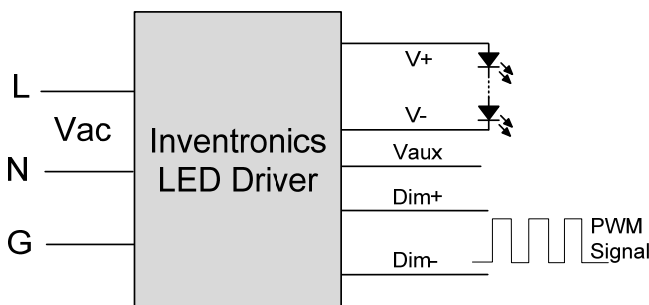 L
Vac
N
G
Inventronics
LED Driver
V+
V-
Vaux
Dim+
Dim-
PWM
Signal